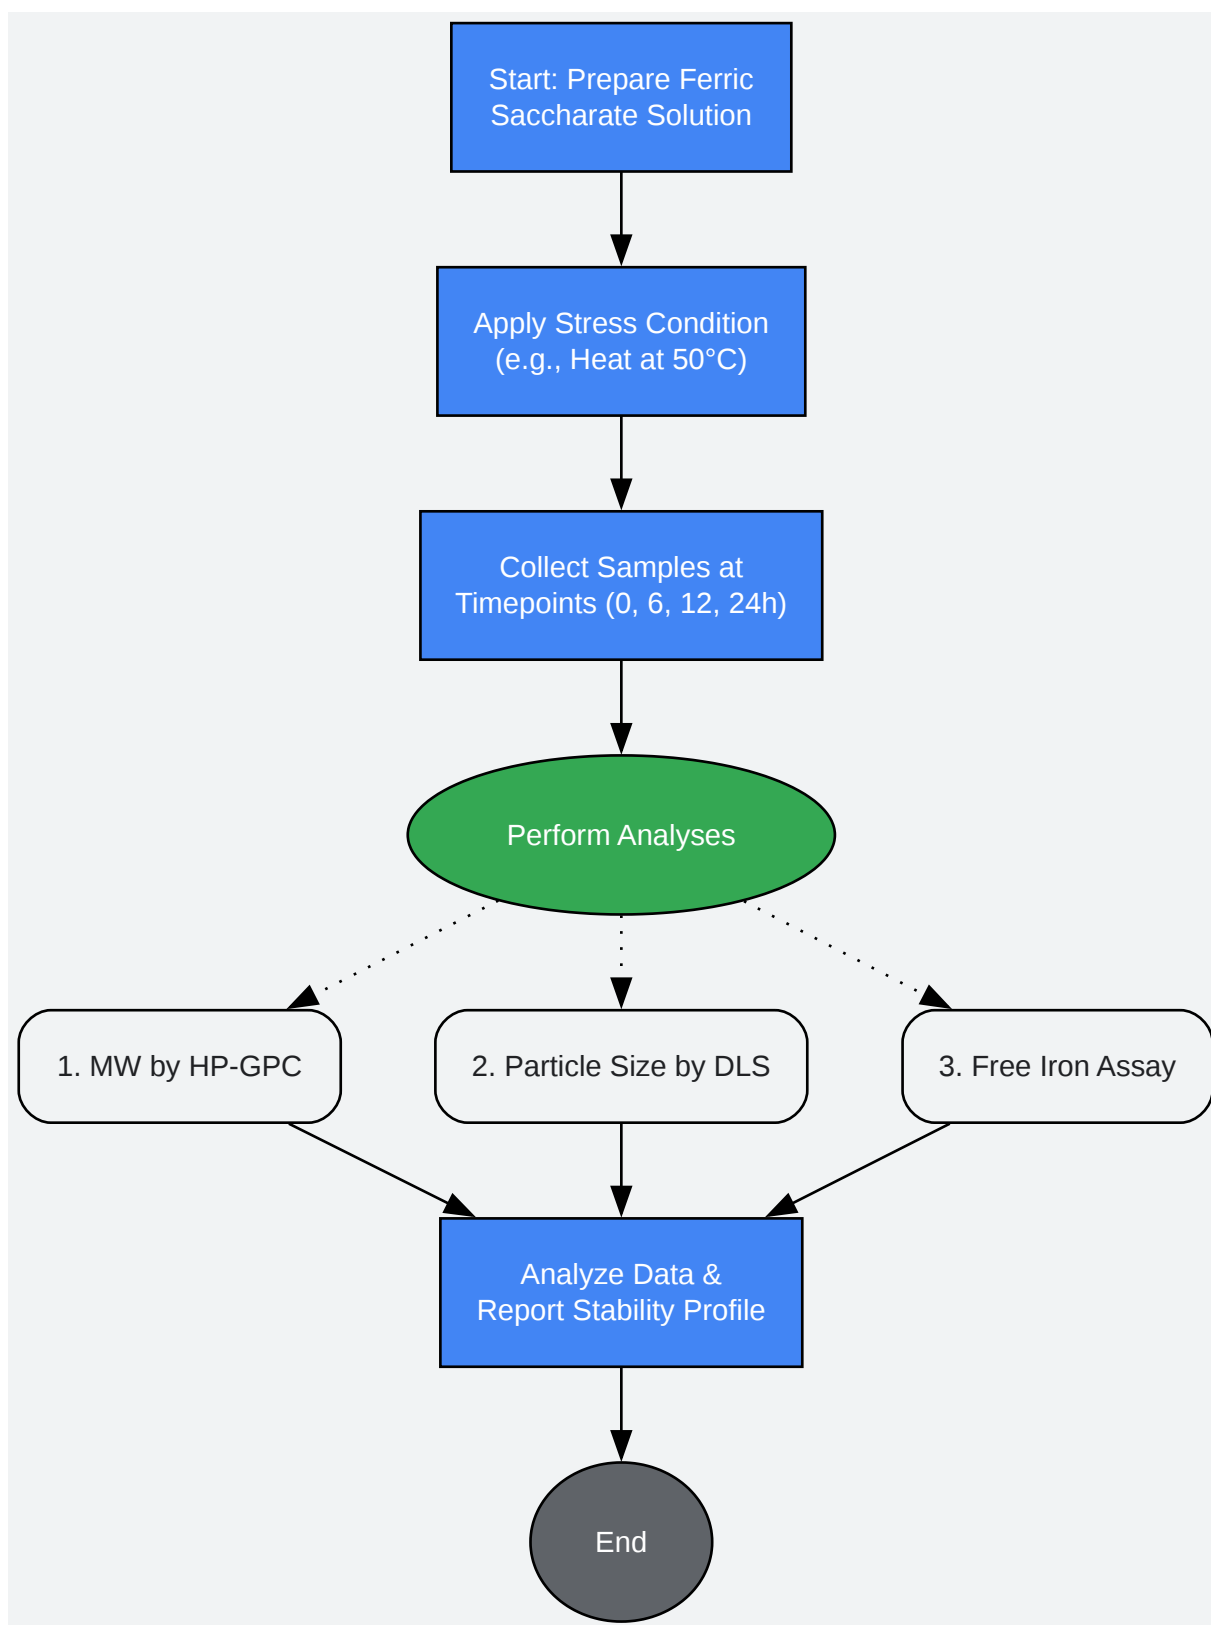 Start: Prepare Ferric
Saccharate Solution
Apply Stress Condition
(e.g., Heat at 50°C)
Collect Samples at
Timepoints (0, 6, 12, 24h)
Perform Analyses
1. MW by HP-GPC
2. Particle Size by DLS
3. Free Iron Assay
Analyze Data &
Report Stability Profile
End